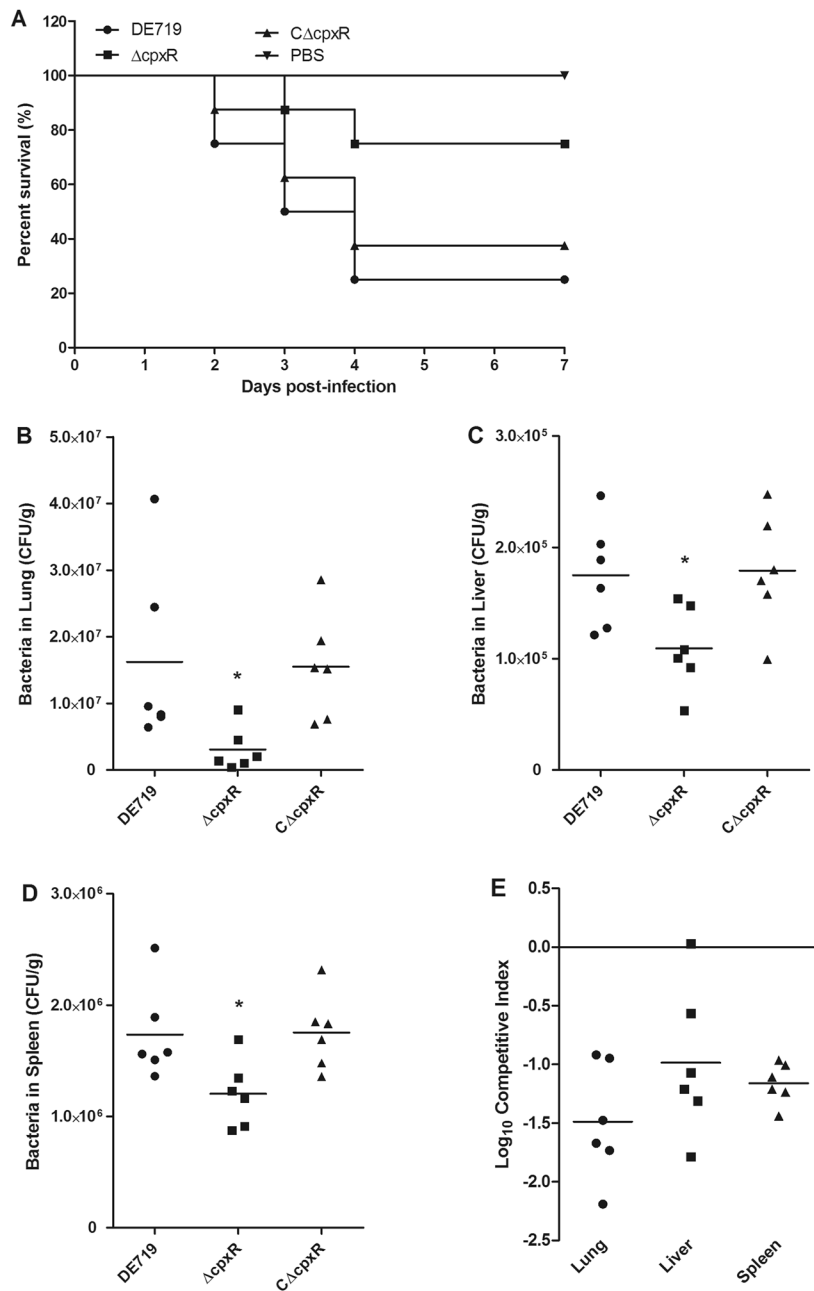 A
DE719
ΔcpxR
CΔcpxR
PBS
120
100
80
60
40
20
0
Percent survival (%)
0 1 2 3 4 5 6 7
Days post-infection
B
5.0×10⁷
4.0×10⁷
3.0×10⁷
2.0×10⁷
1.0×10⁷
0
Bacteria in Lung (CFU/g)
*
DE719 ΔcpxR CΔcpxR
C
3.0×10⁵
2.0×10⁵
1.0×10⁵
0
Bacteria in Liver (CFU/g)
*
DE719 ΔcpxR CΔcpxR
D
3.0×10⁶
2.0×10⁶
1.0×10⁶
0
Bacteria in Spleen (CFU/g)
*
DE719 ΔcpxR CΔcpxR
E
0.5
0.0
-0.5
-1.0
-1.5
-2.0
-2.5
Log₁₀ Competitive Index
Lung Liver Spleen